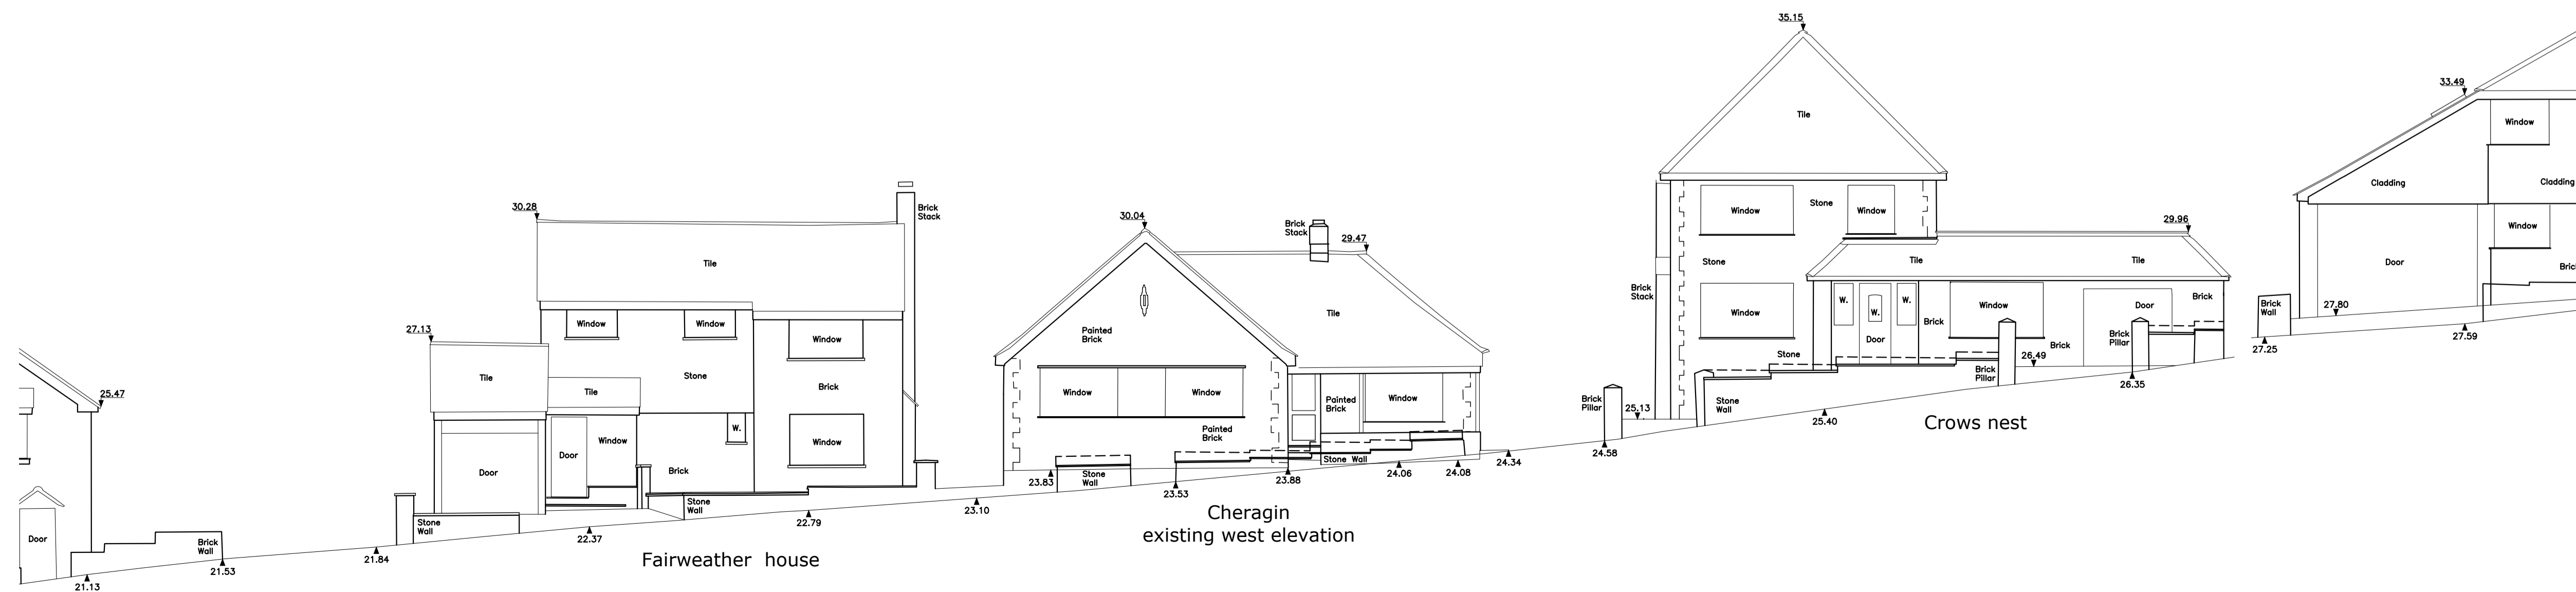 25.47
Door
21.13
Brick
Wall
21.53
21.84
27.13
Tile
Door
Stone
Wall
30.28
Tile
Brick
Stack
Window
Window
Window
Tile
Stone
Brick
Door
Window
W.
Window
Brick
Stone
Wall
22.37
22.79
Fairweather house
23.10
30.04
Brick
Stack
29.47
Tile
Painted
Brick
Window
Window
Painted
Brick
Window
Painted
Brick
Stone
Wall
Stone Wall
23.83
23.53
23.88
24.06
24.08
24.34
Cheragin
existing west elevation
35.15
Tile
Window
Stone
Window
Stone
Brick
Stack
Window
29.96
Tile
Tile
W.
W.
W.
Door
Brick
Window
Door
Brick
Brick
Pillar
25.13
24.58
Stone
Stone
Wall
Brick
Pillar
Brick
26.49
Brick
Pillar
26.35
25.40
Crows nest
33.49
Window
Cladding
Cladding
Window
Door
Bric
Brick
Wall
27.80
27.25
27.59